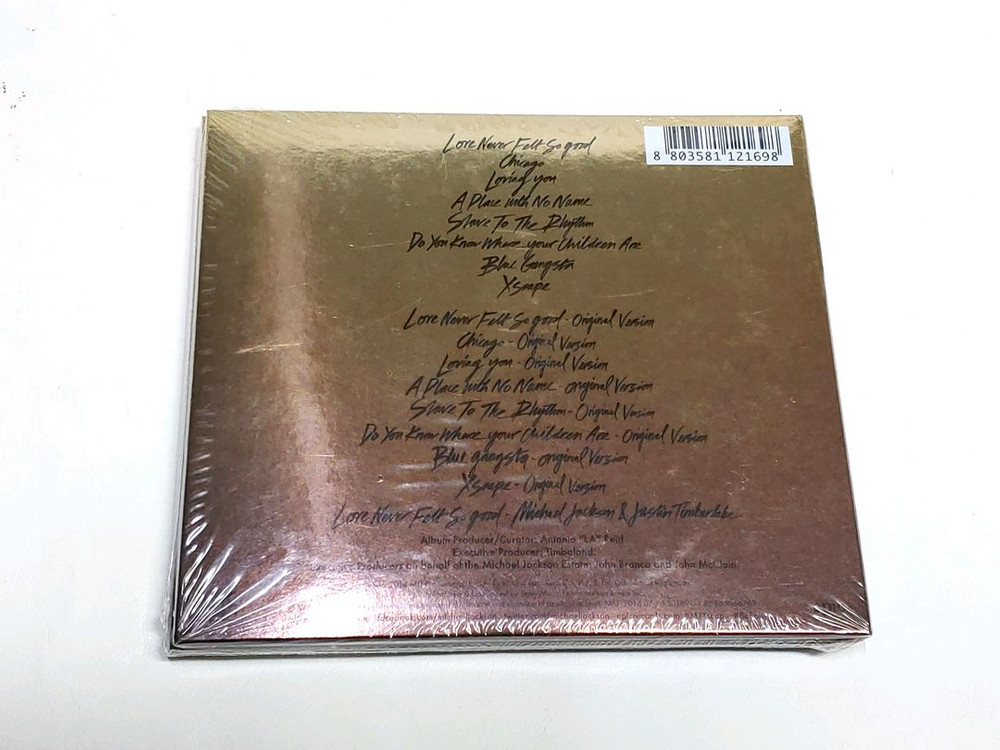 8 803581 121698
Love Never Felt So good
Chicago
Loving you
A Place with No Name
Slave To The Rhythm
Do You Know Where your Children Are
Blue Gangsta
Xscape
Love Never Felt So good - Original Version
Chicago - Original Version
Loving you - Original Version
A Place with No Name - original Version
Slave To The Rhythm - Original Version
Do You Know Where your Children Are - Original Version
Blue gangsta - original Version
Xscape - Original Version
Love Never Felt So good - Michael Jackson & Justin Timberlake
Album Producer/Curator: Antonio "LA" Reid
Executive Producer: Timbaland
Executive Producers on behalf of the Michael Jackson Estate: John Branca and John McClain